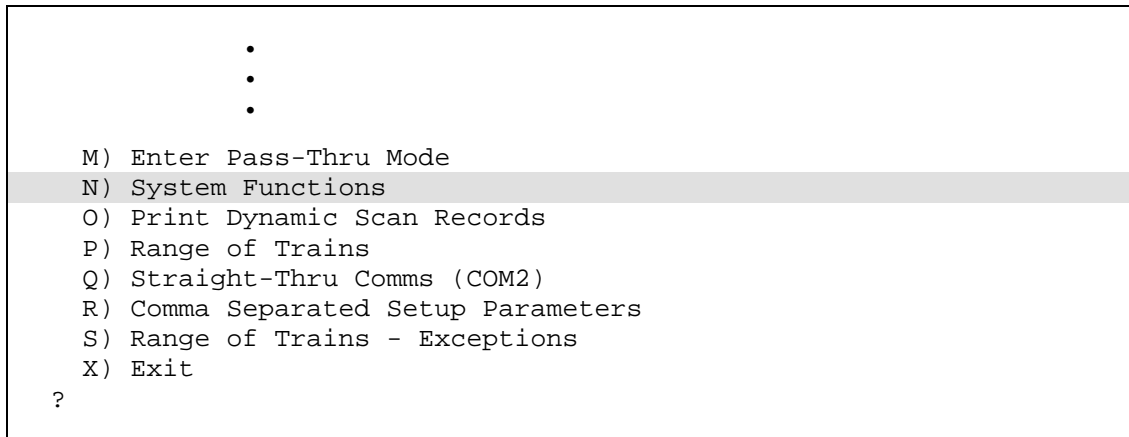 •
•
•
M) Enter Pass-Thru Mode
N) System Functions
O) Print Dynamic Scan Records
P) Range of Trains
Q) Straight-Thru Comms (COM2)
R) Comma Separated Setup Parameters
S) Range of Trains - Exceptions
X) Exit
?